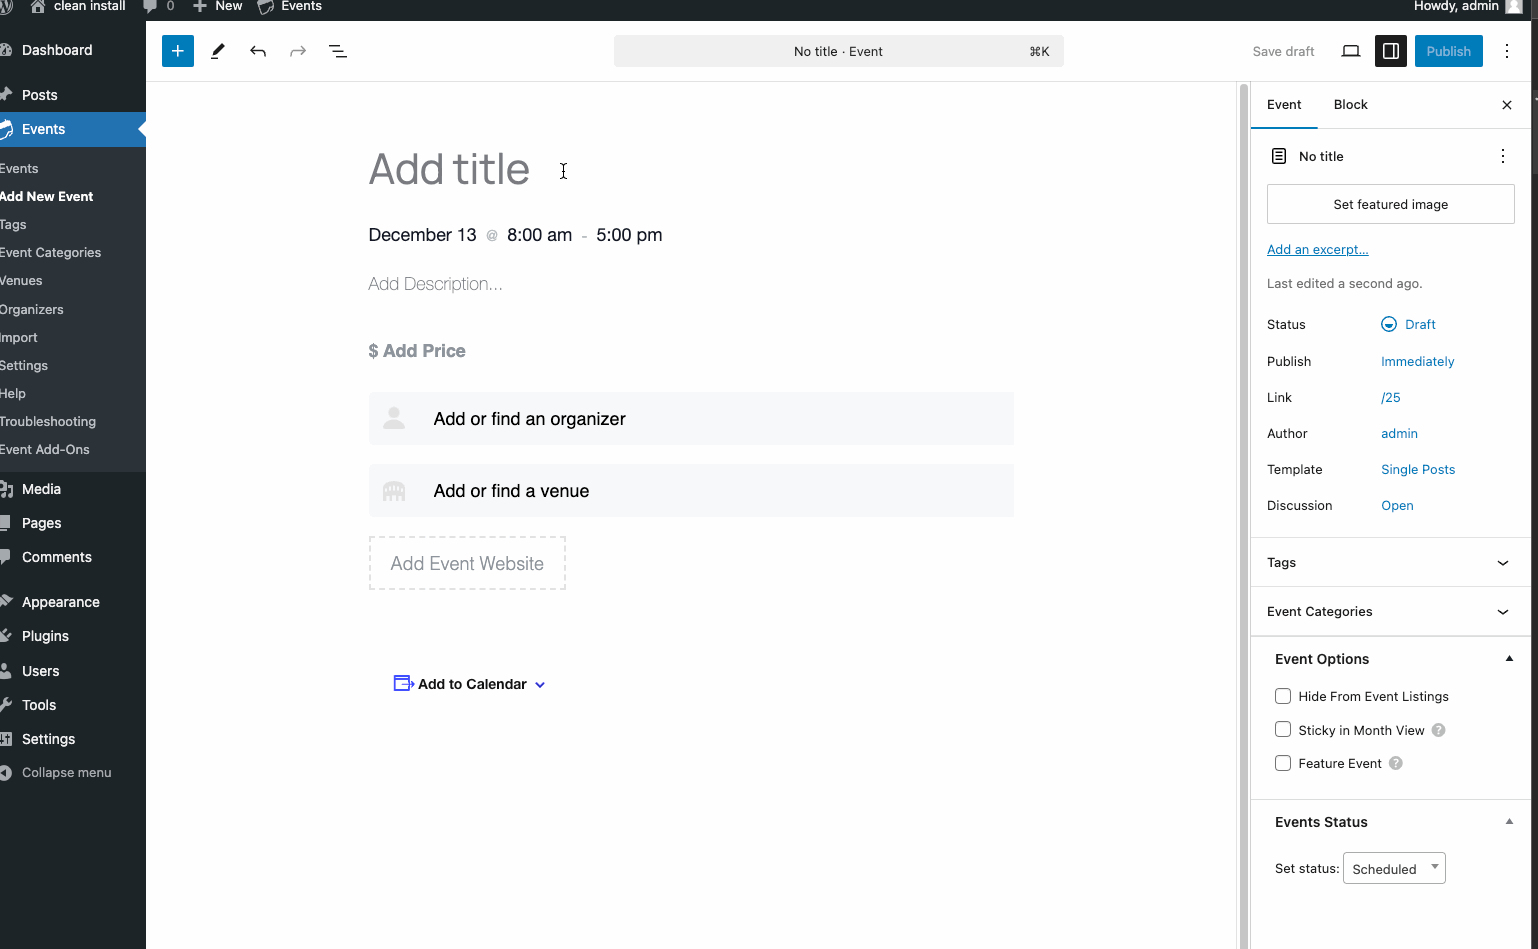 clean install 0 New Events Howdy, admin
Dashboard
Posts
Events
Events
Add New Event
Tags
Event Categories
Venues
Organizers
Import
Settings
Help
Troubleshooting
Event Add-Ons
Media
Pages
Comments
Appearance
Plugins
Users
Tools
Settings
Collapse menu
No title · Event ⌘K
Save draft
Publish
Add title
December 13 @ 8:00 am - 5:00 pm
Add Description...
$ Add Price
Add or find an organizer
Add or find a venue
Add Event Website
Add to Calendar
Event Block
No title
Set featured image
Add an excerpt...
Last edited a second ago.
Status Draft
Publish Immediately
Link /25
Author admin
Template Single Posts
Discussion Open
Tags
Event Categories
Event Options
Hide From Event Listings
Sticky in Month View ?
Feature Event ?
Events Status
Set status: Scheduled